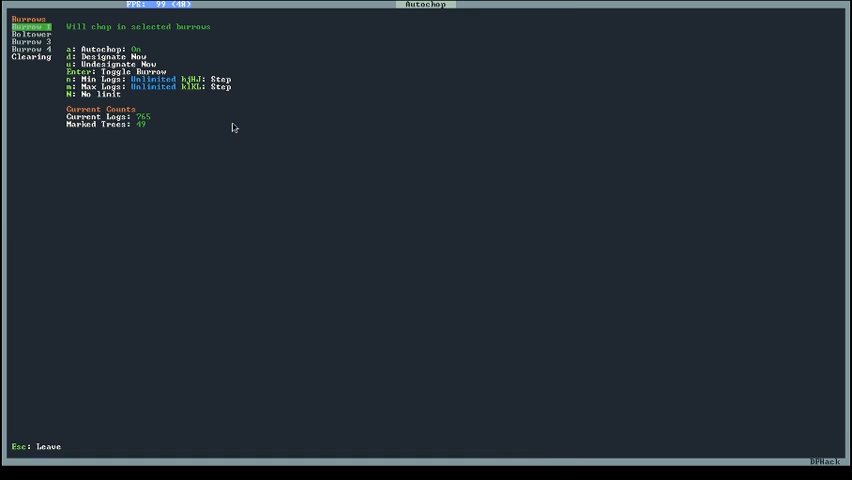 FPS: 99 (48)
Autochop
Burrows
Burrow 1 Will chop in selected burrows
Boltower
Burrow 3
Burrow 4 a: Autochop: On
Clearing d: Designate Now
u: Undesignate Now
Enter: Toggle Burrow
n: Min Logs: Unlimited hjHJ: Step
m: Max Logs: Unlimited klKL: Step
N: No limit
Current Counts
Current Logs: 765
Marked Trees: 49
Esc: Leave
DFHack